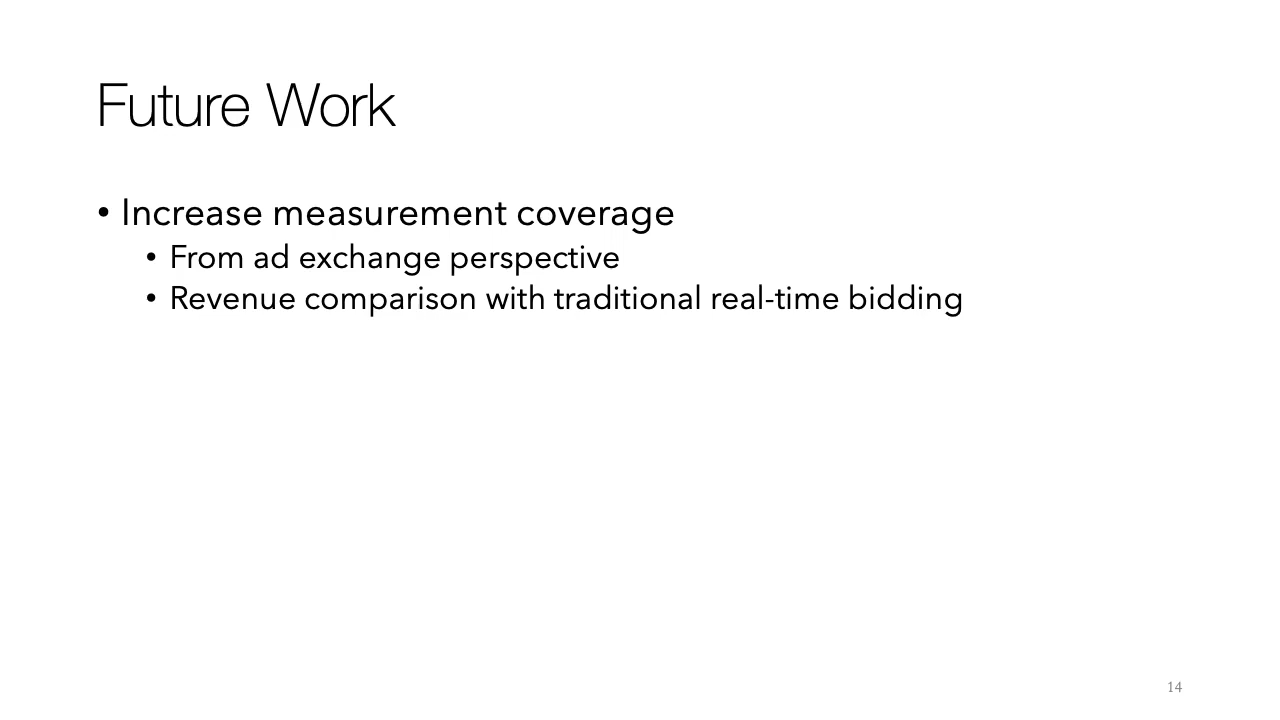 Future Work
• Increase measurement coverage
• From ad exchange perspective
• Revenue comparison with traditional real-time bidding
14